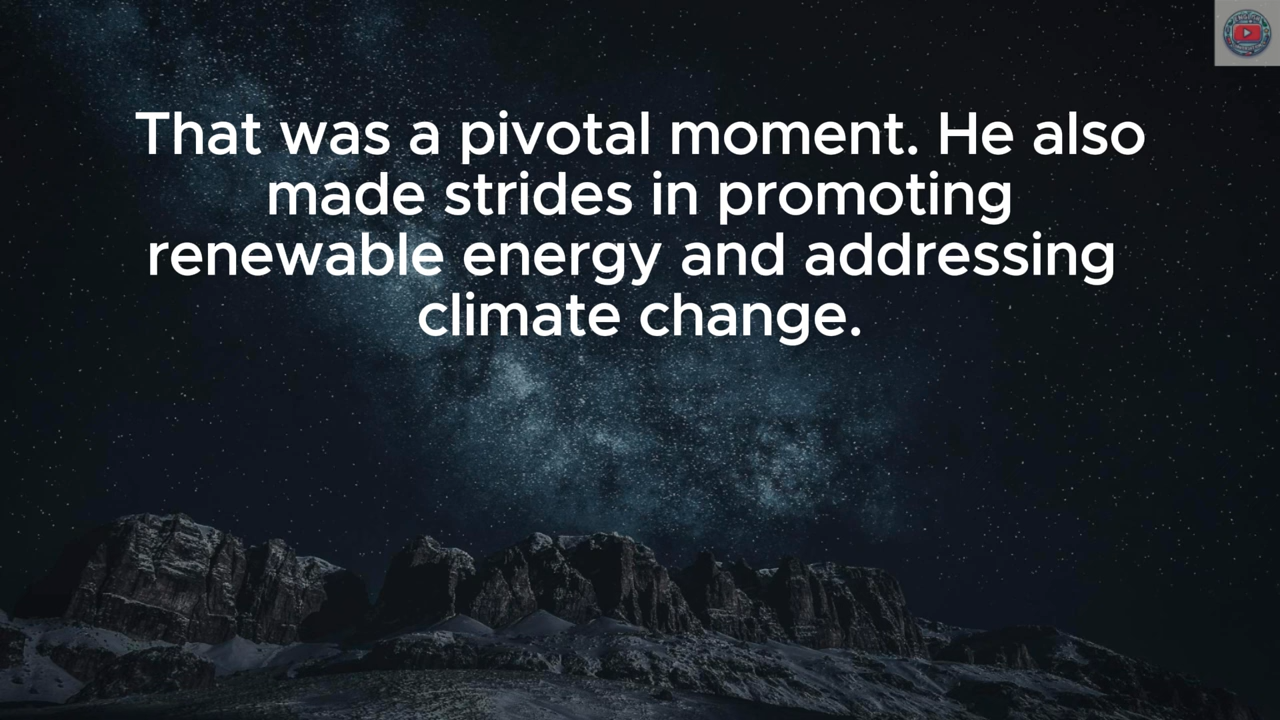 That was a pivotal moment. He also
made strides in promoting
renewable energy and addressing
climate change.